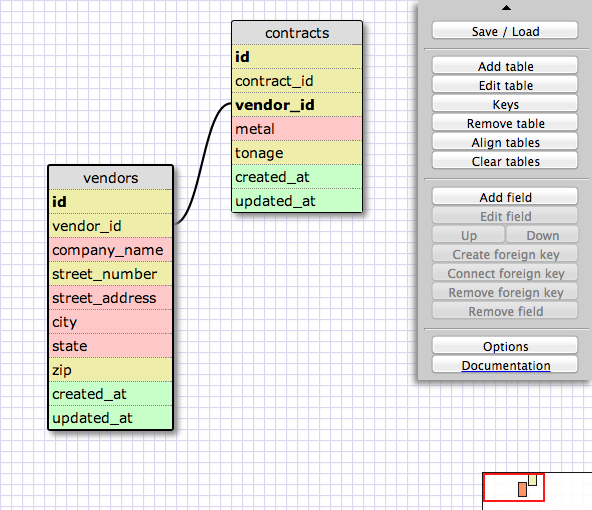 contracts
id
contract_id
vendor_id
metal
tonage
created_at
updated_at
vendors
id
vendor_id
company_name
street_number
street_address
city
state
zip
created_at
updated_at
Save / Load
Add table
Edit table
Keys
Remove table
Align tables
Clear tables
Add field
Edit field
Up Down
Create foreign key
Connect foreign key
Remove foreign key
Remove field
Options
Documentation